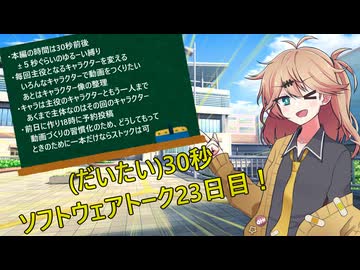 ・本編の時間は30秒前後
±５秒ぐらいのゆるーい縛り
・毎回主役となるキャラクターを変える
いろんなキャラクターで動画をつくりたい
あとはキャラクター像の整理
・キャラは主役のキャラクターともう一人まで
あくまで主体なのはその回のキャラクター
・前日に作り18時に予約投稿
動画づくりの習慣化のため、どうしてもって
ときのために一本だけならストックは可
(だいたい)30秒
ソフトウェアトーク23日目！